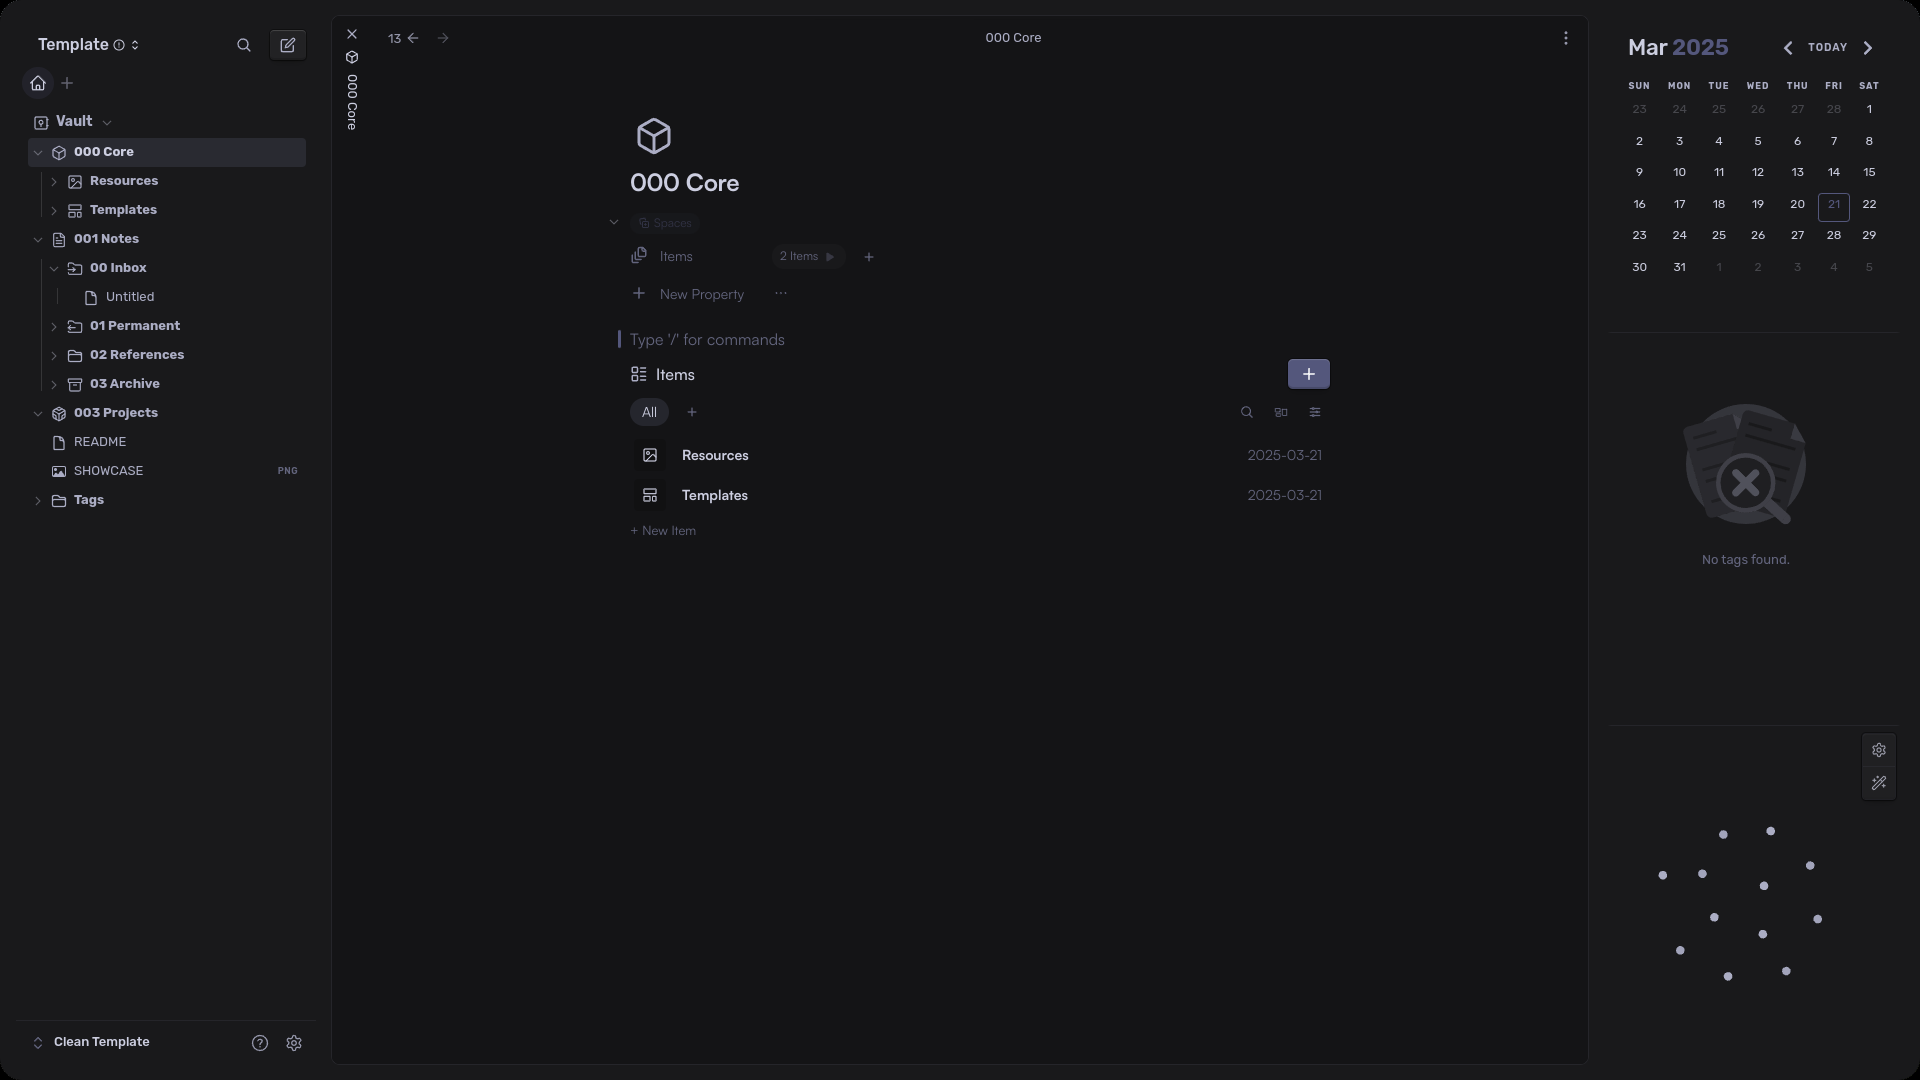 Template
Vault
000 Core
Resources
Templates
001 Notes
00 Inbox
Untitled
01 Permanent
02 References
03 Archive
003 Projects
README
SHOWCASE PNG
Tags
Clean Template
000 Core
13
000 Core
000 Core
Spaces
Items 2 Items
New Property
Type '/' for commands
Items
All
Resources 2025-03-21
Templates 2025-03-21
+ New Item
Mar 2025 TODAY
SUN MON TUE WED THU FRI SAT
23 24 25 26 27 28 1
2 3 4 5 6 7 8
9 10 11 12 13 14 15
16 17 18 19 20 21 22
23 24 25 26 27 28 29
30 31 1 2 3 4 5
No tags found.